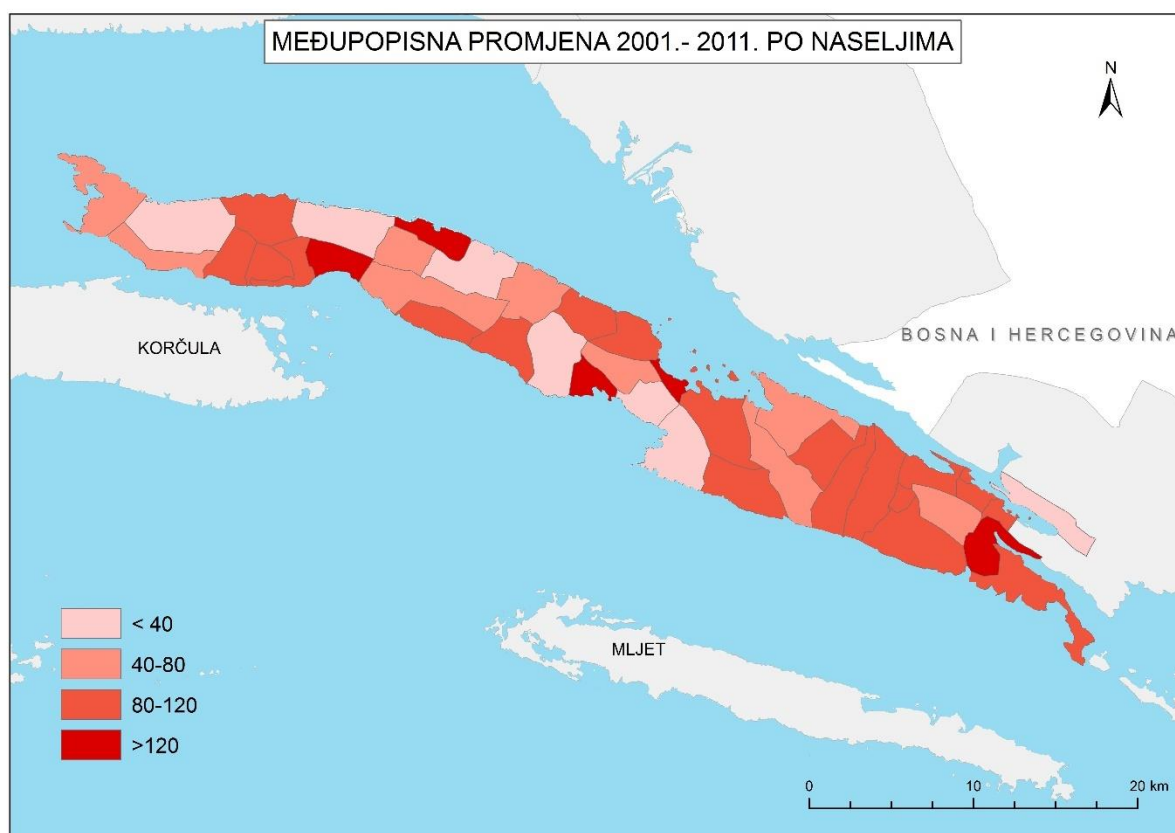 MEĐUPOPISNA PROMJENA 2001.- 2011. PO NASELJIMA
N
BOSNA I HERCEGOVINA
KORČULA
MLJET
< 40
40-80
80-120
>120
0 10 20 km